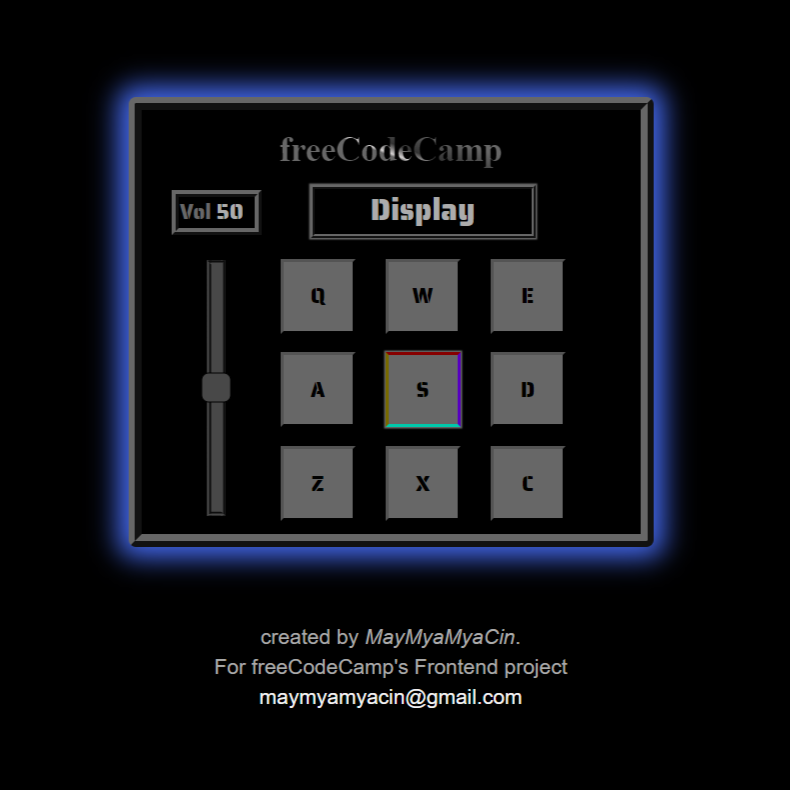 freeCodeCamp
Vol 50
Display
Q W E
A S D
Z X C
created by MayMyaMyaCin.
For freeCodeCamp's Frontend project
maymyamyacin@gmail.com